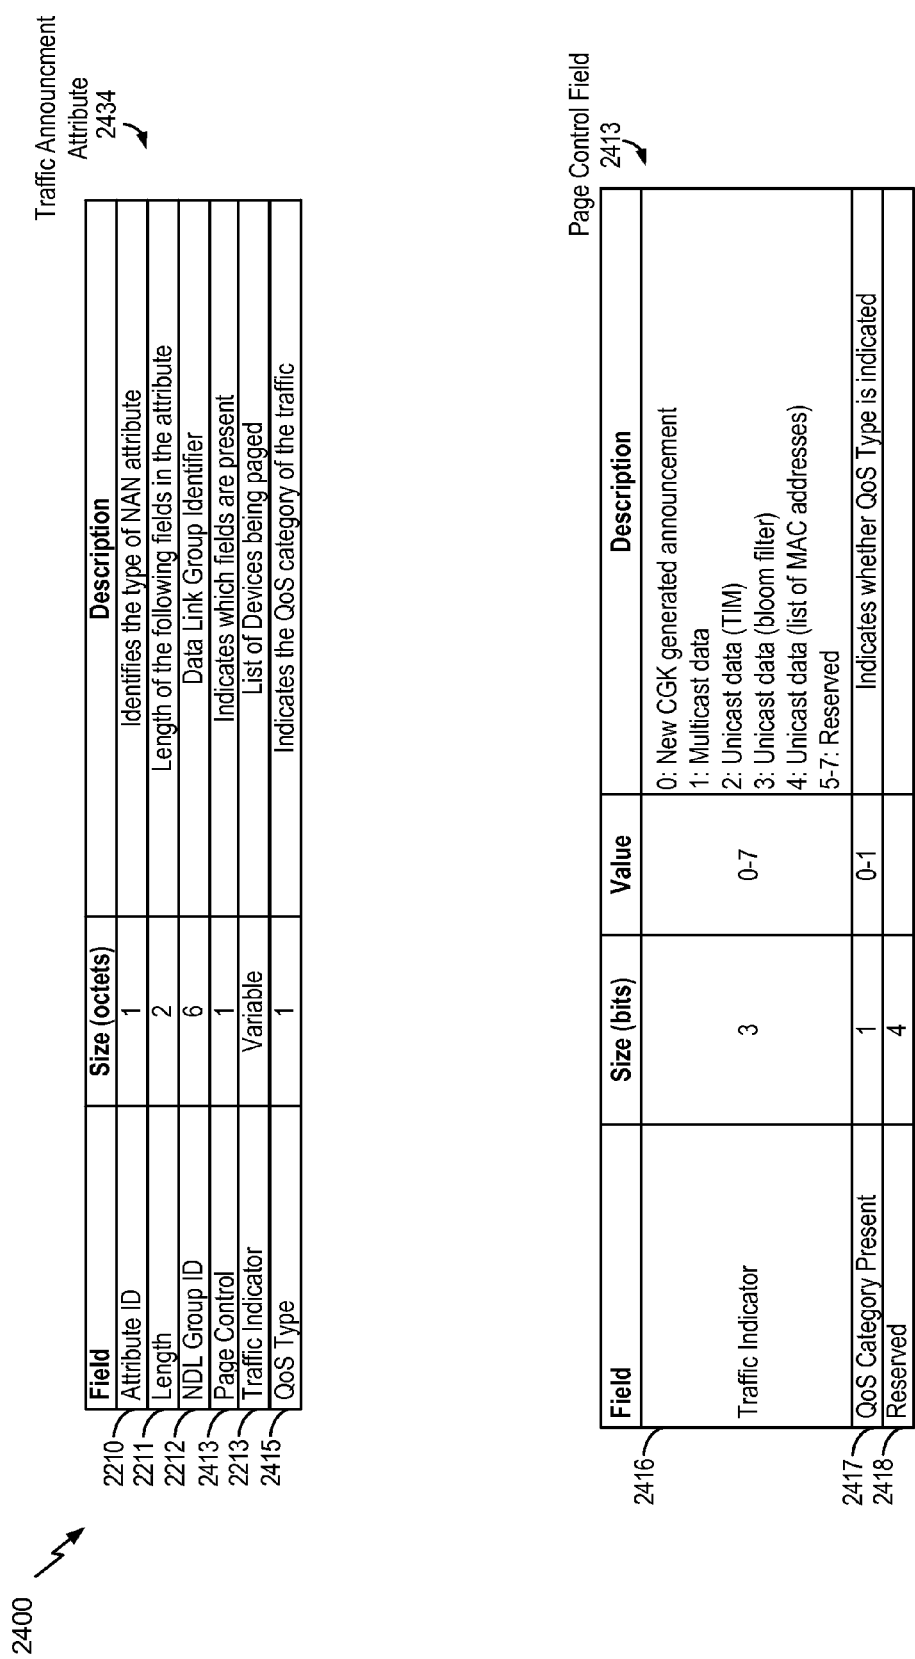 2400
Traffic Announcment
Attribute
2434
Field Size (octets) Description
2210 Attribute ID 1 Identifies the type of NAN attribute
2211 Length 2 Length of the following fields in the attribute
2212 NDL Group ID 6 Data Link Group Identifier
2413 Page Control 1 Indicates which fields are present
2213 Traffic Indicator Variable List of Devices being paged
2415 QoS Type 1 Indicates the QoS category of the traffic
Page Control Field
2413
Field Size (bits) Value Description
2416 Traffic Indicator 3 0-7
0: New CGK generated announcement
1: Multicast data
2: Unicast data (TIM)
3: Unicast data (bloom filter)
4: Unicast data (list of MAC addresses)
5-7: Reserved
2417 QoS Category Present 1 0-1 Indicates whether QoS Type is indicated
2418 Reserved 4